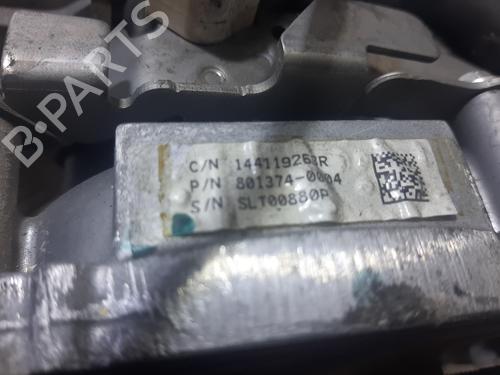 B-PARTS
C/N 144119263R
P/N 801374-0004
S/N SLT00880P